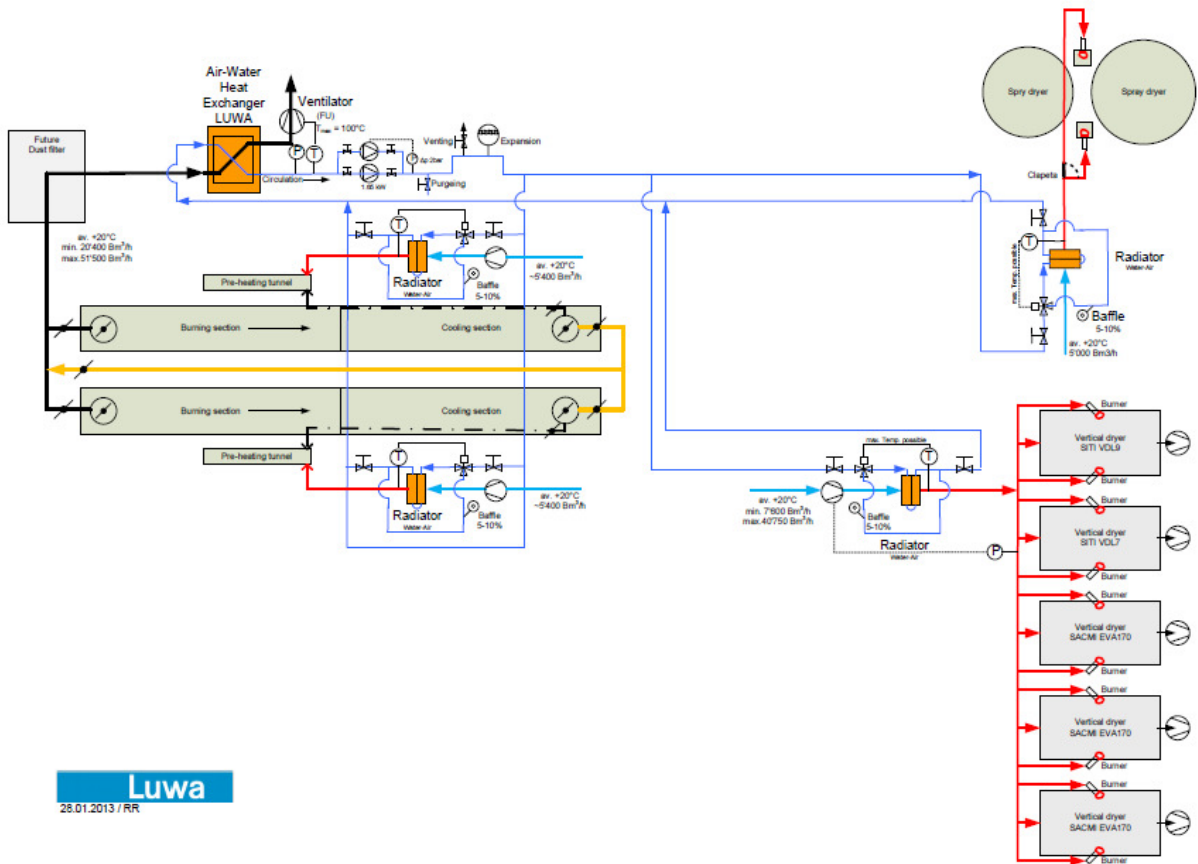 Air-Water
Heat
Exchanger
LUWA
Ventilator
(FU)
Tmax = 100°C
P
T
Circulation
1.65 kW
P
Δp 2bar
Venting
Expansion
Purgeing
Future
Dust filter
av. +20°C
min. 20'400 Bm³/h
max.51'500 Bm³/h
Spry dryer
Spray dryer
Clapeta
T
max. Temp. possible
Radiator
Water-Air
Baffle
5-10%
av. +20°C
5'000 Bm3/h
T
Radiator
Water-Air
Baffle
5-10%
av. +20°C
~5'400 Bm³/h
Pre-heating tunnel
Burning section
Cooling section
Burning section
Cooling section
Pre-heating tunnel
T
Radiator
Water-Air
Baffle
5-10%
av. +20°C
~5'400 Bm³/h
max. Temp. possible
T
av. +20°C
min. 7'600 Bm³/h
max.40'750 Bm³/h
Baffle
5-10%
Radiator
Water-Air
P
Burner
Vertical dryer
SITI VDL9
Burner
Burner
Vertical dryer
SITI VDL7
Burner
Burner
Vertical dryer
SACMI EVA170
Burner
Burner
Vertical dryer
SACMI EVA170
Burner
Burner
Vertical dryer
SACMI EVA170
Burner
Luwa
28.01.2013 / RR